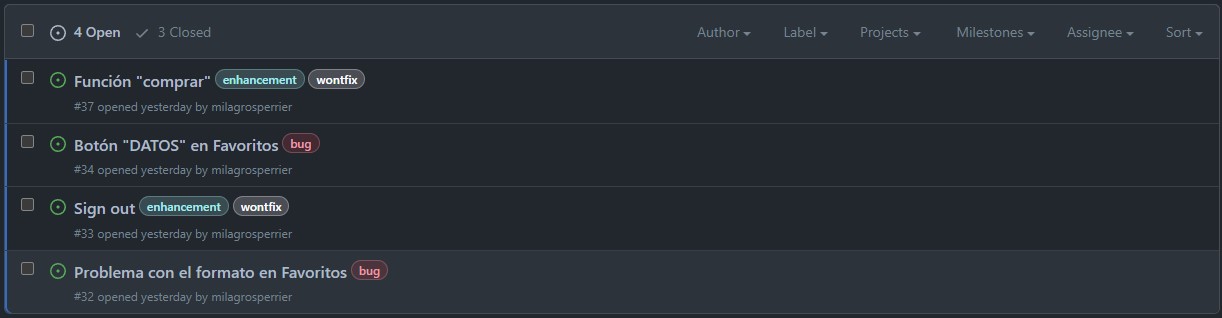 4 Open 3 Closed Author Label Projects Milestones Assignee Sort
Función "comprar" enhancement wontfix
#37 opened yesterday by milagrosperrier
Botón "DATOS" en Favoritos bug
#34 opened yesterday by milagrosperrier
Sign out enhancement wontfix
#33 opened yesterday by milagrosperrier
Problema con el formato en Favoritos bug
#32 opened yesterday by milagrosperrier